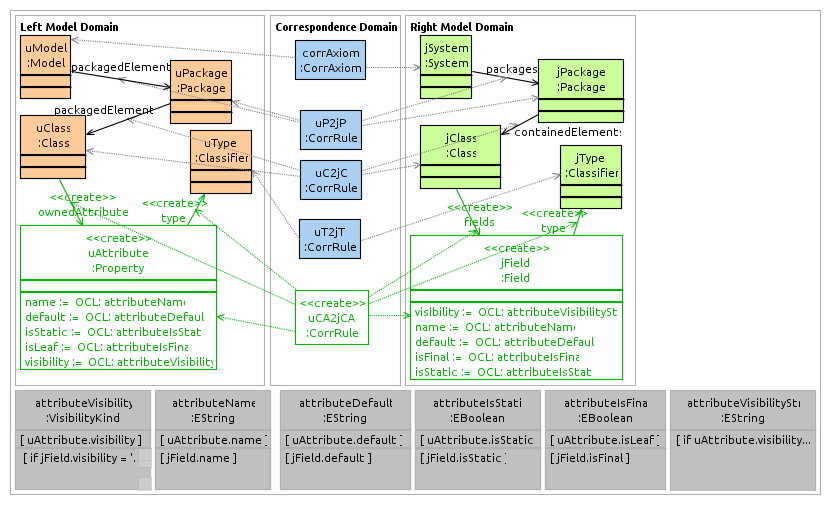 Left Model Domain
Correspondence Domain
Right Model Domain
uModel
:Model
packagedElement
uPackage
:Package
packagedElement
uClass
:Class
uType
:Classifier
<<create>>
ownedAttribute
<<create>>
type
<<create>>
uAttribute
:Property
name := OCL: attributeName
default := OCL: attributeDefaul
isStatic := OCL: attributeIsStat
isLeaf := OCL: attributeIsFina
visibility := OCL: attributeVisibility
corrAxiom
:CorrAxiom
uP2jP
:CorrRule
uC2jC
:CorrRule
uT2jT
:CorrRule
<<create>>
uCA2jCA
:CorrRule
jSystem
:System
packages
jPackage
:Package
containedElements
jClass
:Class
jType
:Classifier
<<create>>
fields
<<create>>
type
<<create>>
jField
:Field
visibility := OCL: attributeVisibilitySt
name := OCL: attributeName
default := OCL: attributeDefaul
isFinal := OCL: attributeIsFina
isStatic := OCL: attributeIsStat
attributeVisibility
:VisibilityKind
[ uAttribute.visibility ]
[ if jField.visibility = '.
attributeName
:EString
[ uAttribute.name ]
[ jField.name ]
attributeDefault
:EString
[ uAttribute.default ]
[ jField.default ]
attributeIsStati
:EBoolean
[ uAttribute.isStatic
[ jField.isStatic ]
attributeIsFina
:EBoolean
[ uAttribute.isLeaf ]
[ jField.isFinal ]
attributeVisibilityStr
:EString
[ if uAttribute.visibility...